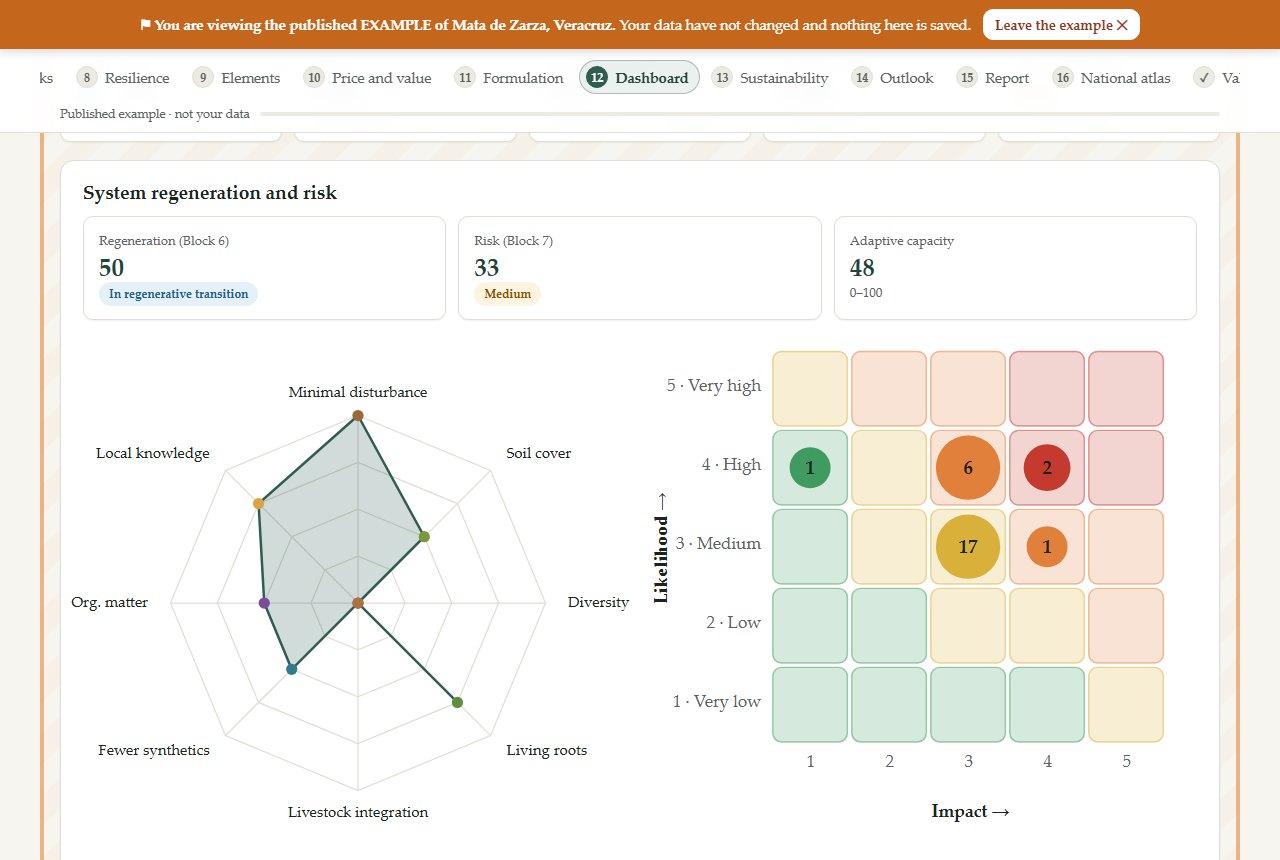 ⚑ You are viewing the published EXAMPLE of Mata de Zarza, Veracruz. Your data have not changed and nothing here is saved. Leave the example ✕
ks 8 Resilience 9 Elements 10 Price and value 11 Formulation 12 Dashboard 13 Sustainability 14 Outlook 15 Report 16 National atlas ✓ Va
Published example · not your data
System regeneration and risk
Regeneration (Block 6)
50
In regenerative transition
Risk (Block 7)
33
Medium
Adaptive capacity
48
0–100
Minimal disturbance
Local knowledge
Soil cover
Org. matter
Diversity
Fewer synthetics
Living roots
Livestock integration
Likelihood →
5 · Very high
4 · High 1 6 2
3 · Medium 17 1
2 · Low
1 · Very low
1 2 3 4 5
Impact →